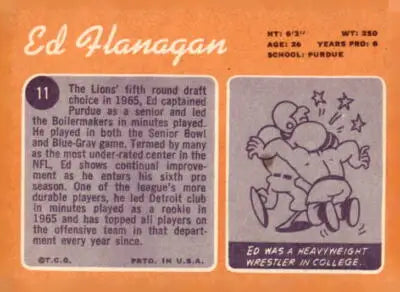 Ed Flanagan
HT: 6'3" WT: 250
AGE: 26 YEARS PRO: 6
SCHOOL: PURDUE
11
The Lions' fifth round draft
choice in 1965, Ed captained
Purdue as a senior and led
the Boilermakers in minutes played.
He played in both the Senior Bowl
and Blue-Gray game. Termed by many
as the most under-rated center in the
NFL, Ed shows continual improve-
ment as he enters his sixth pro
season. One of the league's more
durable players, he led Detroit club
in minutes played as a rookie in
1965 and has topped all players on
the offensive team in that depart-
ment every year since.
©T.C.G. PRTD. IN U.S.A.
ED WAS A HEAVYWEIGHT
WRESTLER IN COLLEGE..